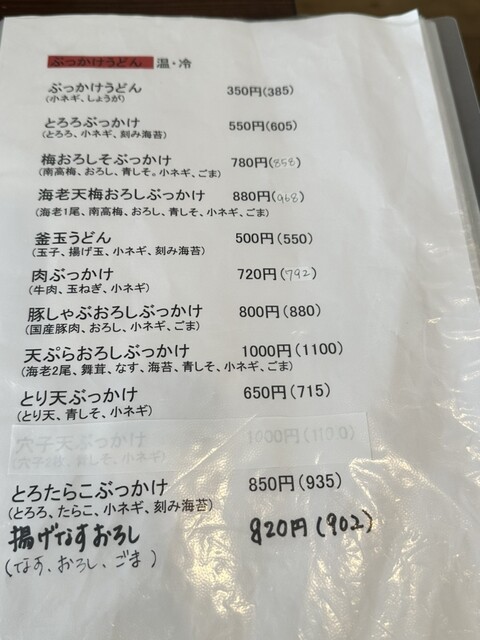 ぶっかけうどん 温・冷
ぶっかけうどん 350円(385)
(小ネギ、しょうが)
とろろぶっかけ 550円(605)
(とろろ、小ネギ、刻み海苔)
梅おろしそぶっかけ 780円(858)
(南高梅、おろし、青しそ。小ネギ、ごま)
海老天梅おろしぶっかけ 880円(968)
(海老1尾、南高梅、おろし、青しそ、小ネギ、ごま)
釜玉うどん 500円(550)
(玉子、揚げ玉、小ネギ、刻み海苔)
肉ぶっかけ 720円(792)
(牛肉、玉ねぎ、小ネギ)
豚しゃぶおろしぶっかけ 800円(880)
(国産豚肉、おろし、小ネギ、ごま)
天ぷらおろしぶっかけ 1000円(1100)
(海老2尾、舞茸、なす、海苔、青しそ、小ネギ、ごま)
とり天ぶっかけ 650円(715)
(とり天、青しそ、小ネギ)
穴子天ぶっかけ 1000円(1100)
青しそ、小ネギ)
とろたらこぶっかけ 850円(935)
(とろろ、たらこ、小ネギ、刻み海苔)
揚げなすおろし 820円(902)
(なす、おろし、ごま)